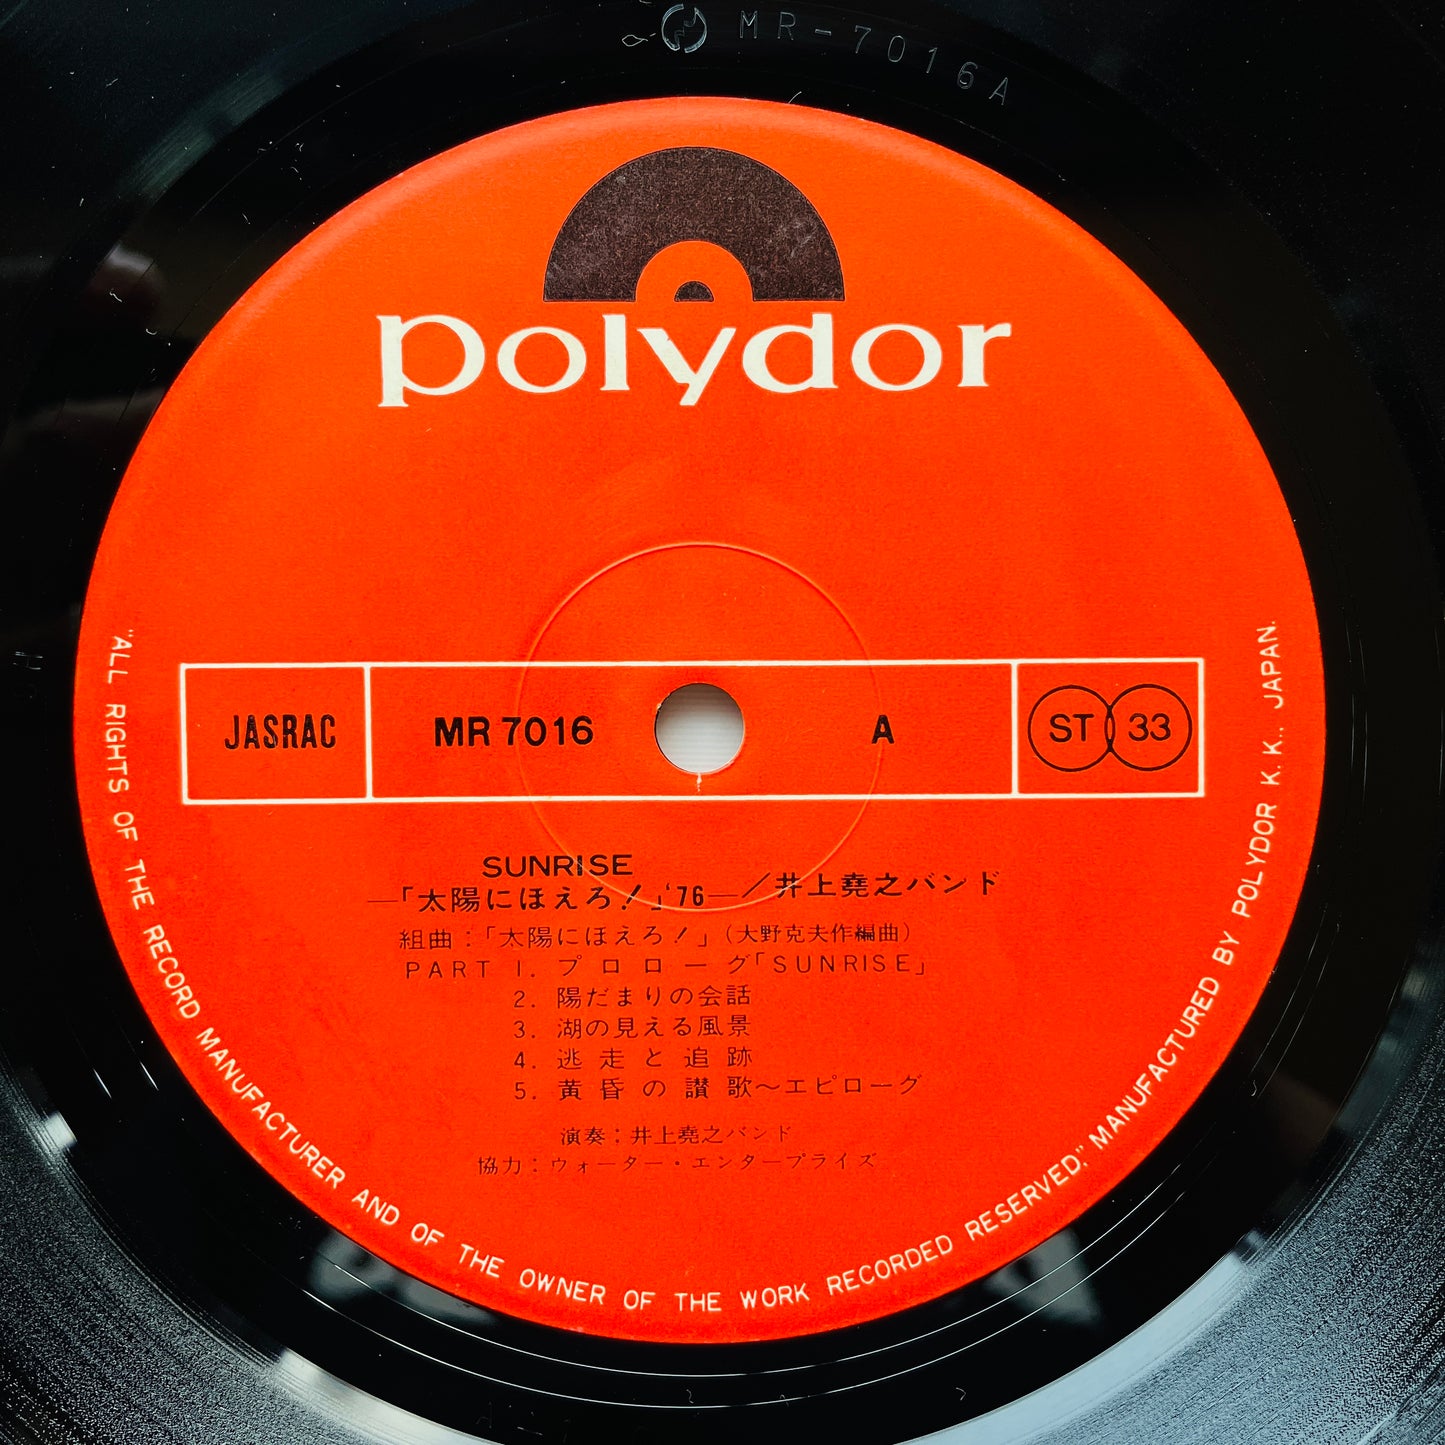 MR-7016A
polydor
JASRAC
MR 7016
A
ST 33
SUNRISE
—「太陽にほえろ!」'76—／井上堯之バンド
組曲:「太陽にほえろ!」(大野克夫作編曲)
PART 1. プロローグ「SUNRISE」
2. 陽だまりの会話
3. 湖の見える風景
4. 逃走と追跡
5. 黄昏の讃歌〜エピローグ
演奏:井上堯之バンド
協力:ウォーター・エンタープライズ
"ALL RIGHTS OF THE RECORD MANUFACTURER AND OF THE OWNER OF THE WORK RECORDED RESERVED." MANUFACTURED BY POLYDOR K. K., JAPAN.